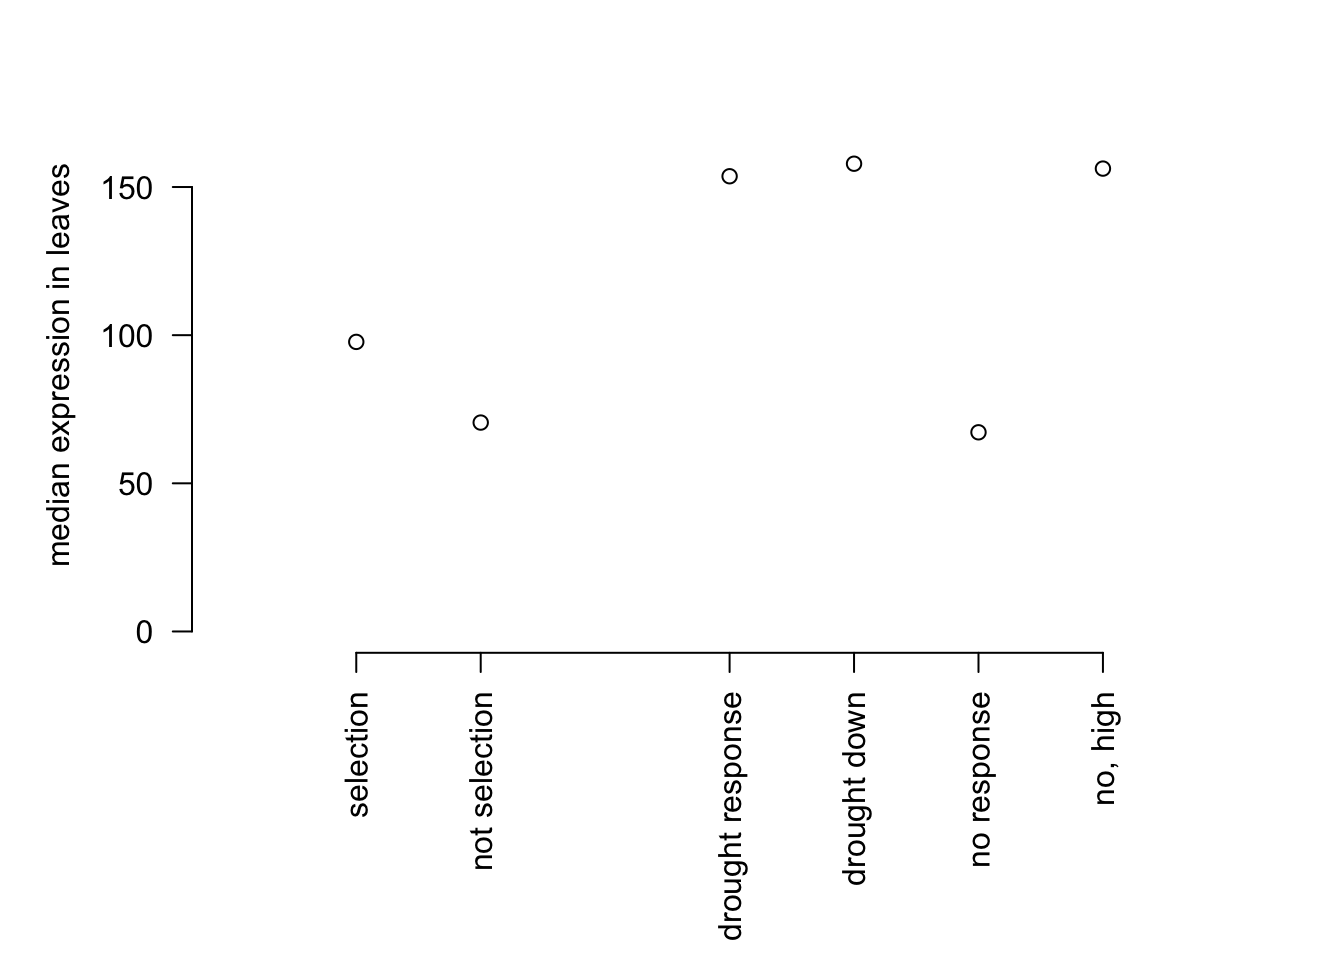 median expression in leaves
150
100
50
0
selection
not selection
drought response
drought down
no response
no, high